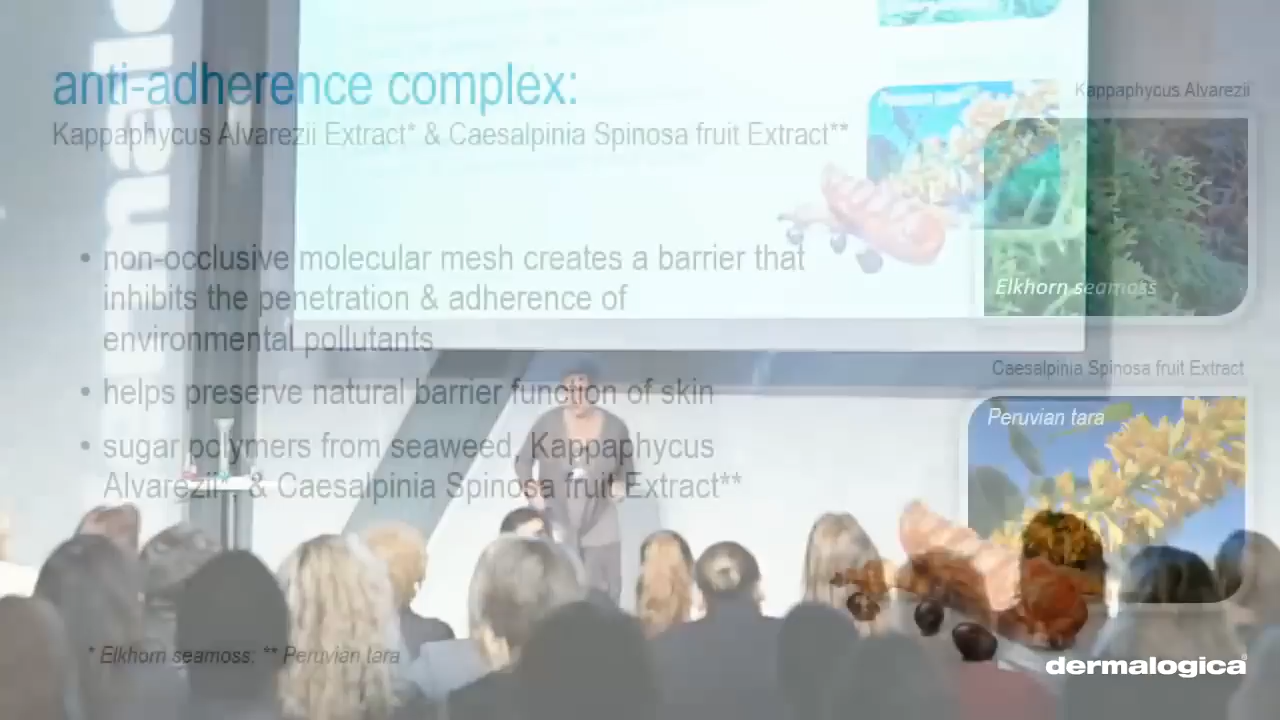 anti-adherence complex:
Kappaphycus Alvarezii Extract* & Caesalpinia Spinosa fruit Extract**
Kappaphycus Alvarezii
• non-occlusive molecular mesh creates a barrier that
inhibits the penetration & adherence of
environmental pollutants
Elkhorn seamoss
• helps preserve natural barrier function of skin
Caesalpinia Spinosa fruit Extract
Peruvian tara
• sugar polymers from seaweed, Kappaphycus
Alvarezii* & Caesalpinia Spinosa fruit Extract**
* Elkhorn seamoss; ** Peruvian tara
dermalogica